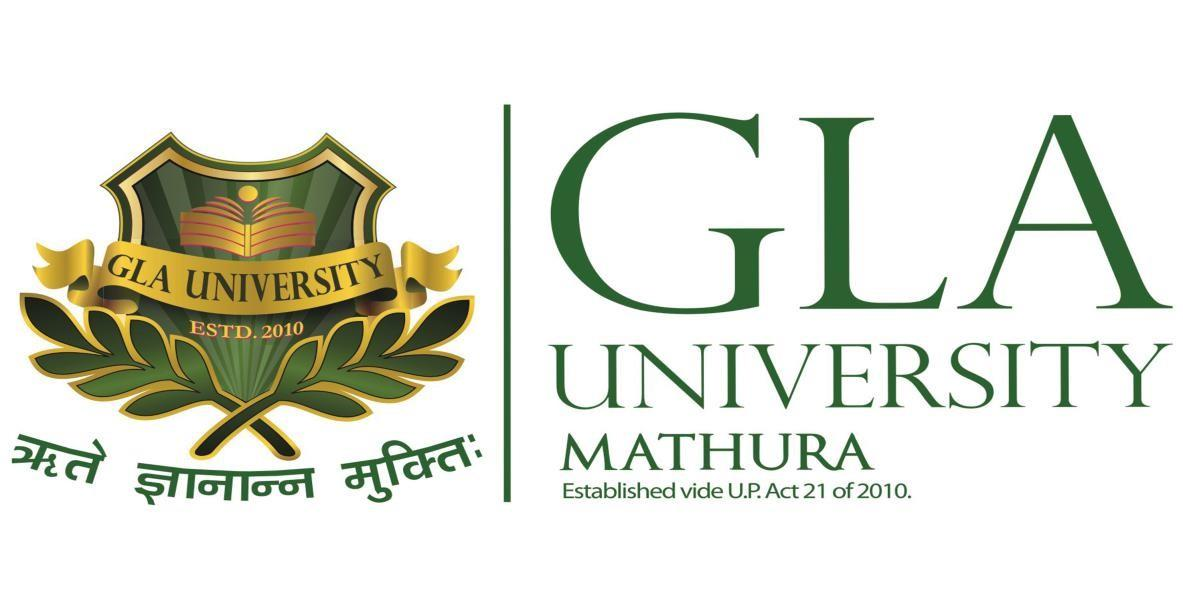 GLA UNIVERSITY
ESTD. 2010
ऋते ज्ञानान्न मुक्तिः
GLA
UNIVERSITY
MATHURA
Established vide U.P. Act 21 of 2010.